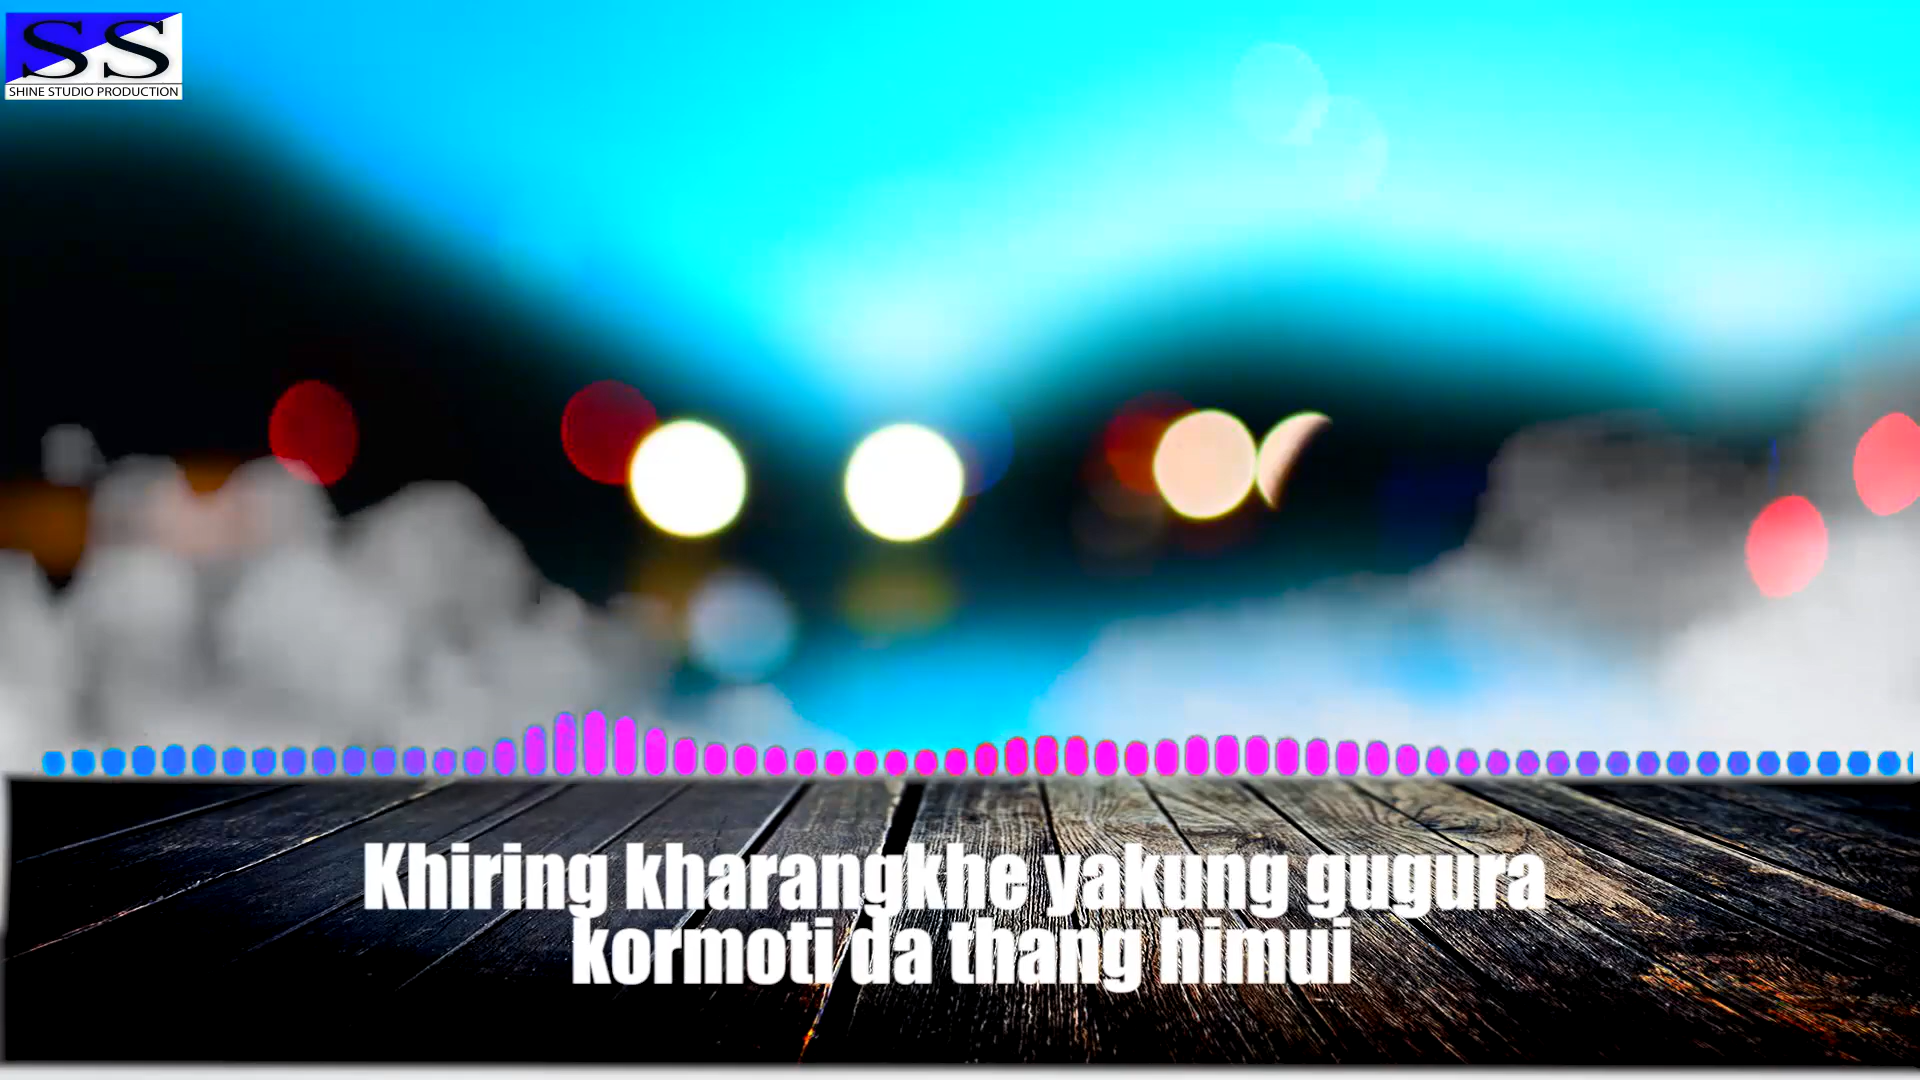 SS
SHINE STUDIO PRODUCTION
Khiring kharangkhe yakung gugura
kormoti da thang himui